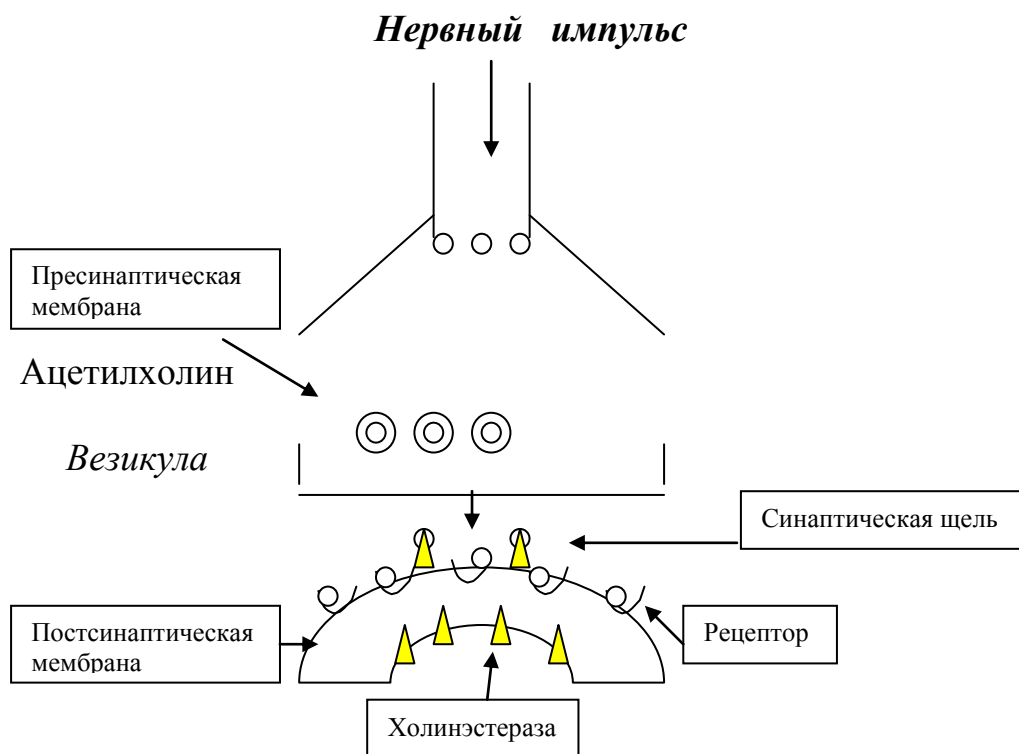 Нервный импульс
Пресинаптическая
мембрана
Ацетилхолин
Везикула
Синаптическая щель
Постсинаптическая
мембрана
Рецептор
Холинэстераза